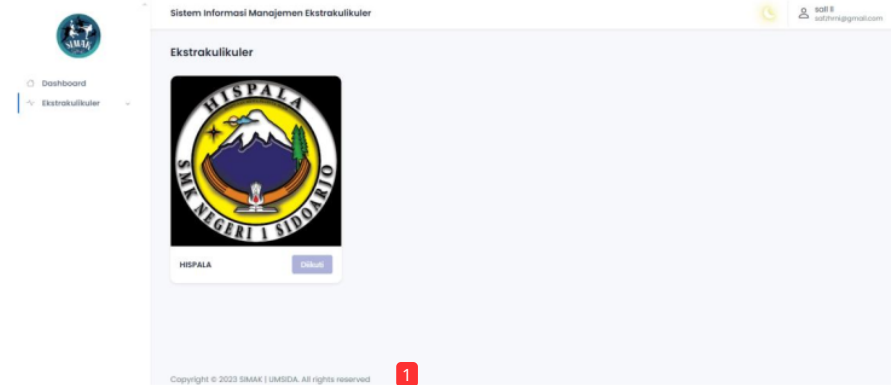 SIMAK
Sistem Informasi Manajemen Ekstrakulikuler
Dashboard
Ekstrakulikuler
Ekstrakulikuler
HISPALA
SMK NEGERI 1 SIDOARJO
HISPALA
Diikuti
1
Copyright © 2023 SIMAK | UMSIDA. All rights reserved